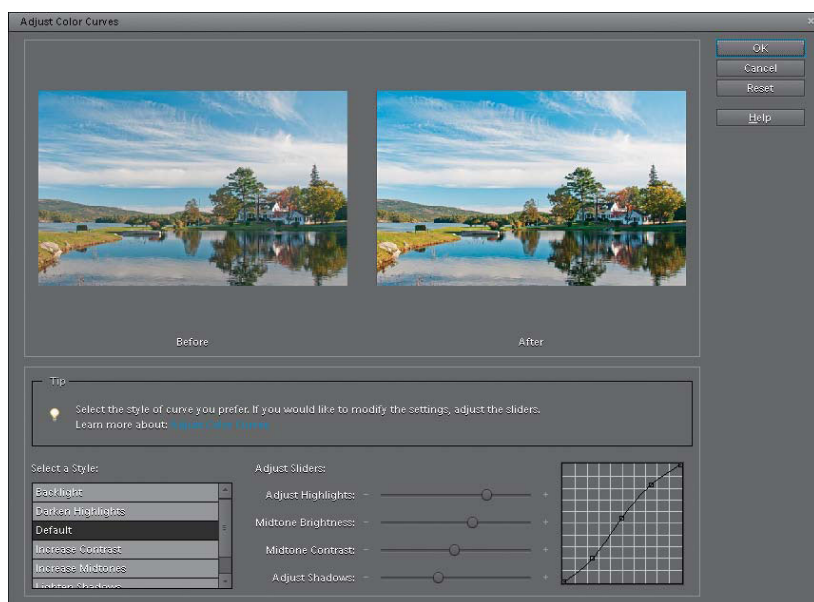 Adjust Color Curves
OK
Cancel
Reset
Help
Before
After
Tip
Select the style of curve you prefer. If you would like to modify the settings, adjust the sliders.
Learn more about:
Select a Style:
Backlight
Darken Highlights
Default
Increase Contrast
Increase Midtones
Lighten Shadows
Adjust Sliders:
Adjust Highlights: - +
Midtone Brightness: - +
Midtone Contrast: - +
Adjust Shadows: - +